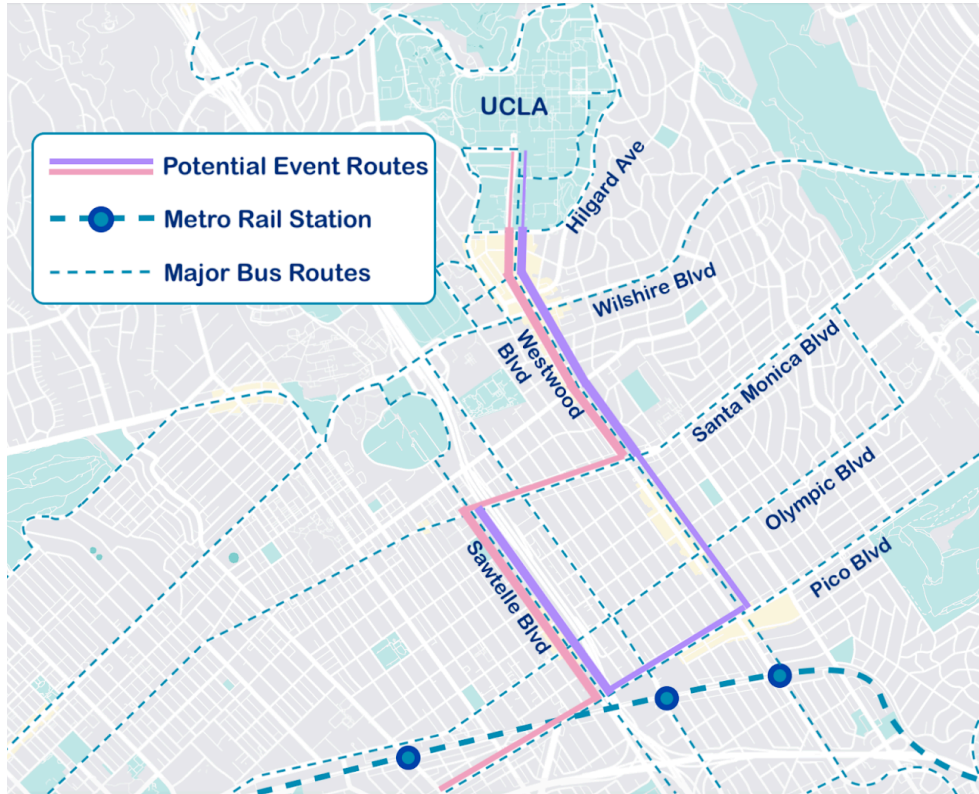 UCLA
Potential Event Routes
Metro Rail Station
Major Bus Routes
Hilgard Ave
Wilshire Blvd
Westwood
Blvd
Santa Monica Blvd
Olympic Blvd
Pico Blvd
Sawtelle Blvd